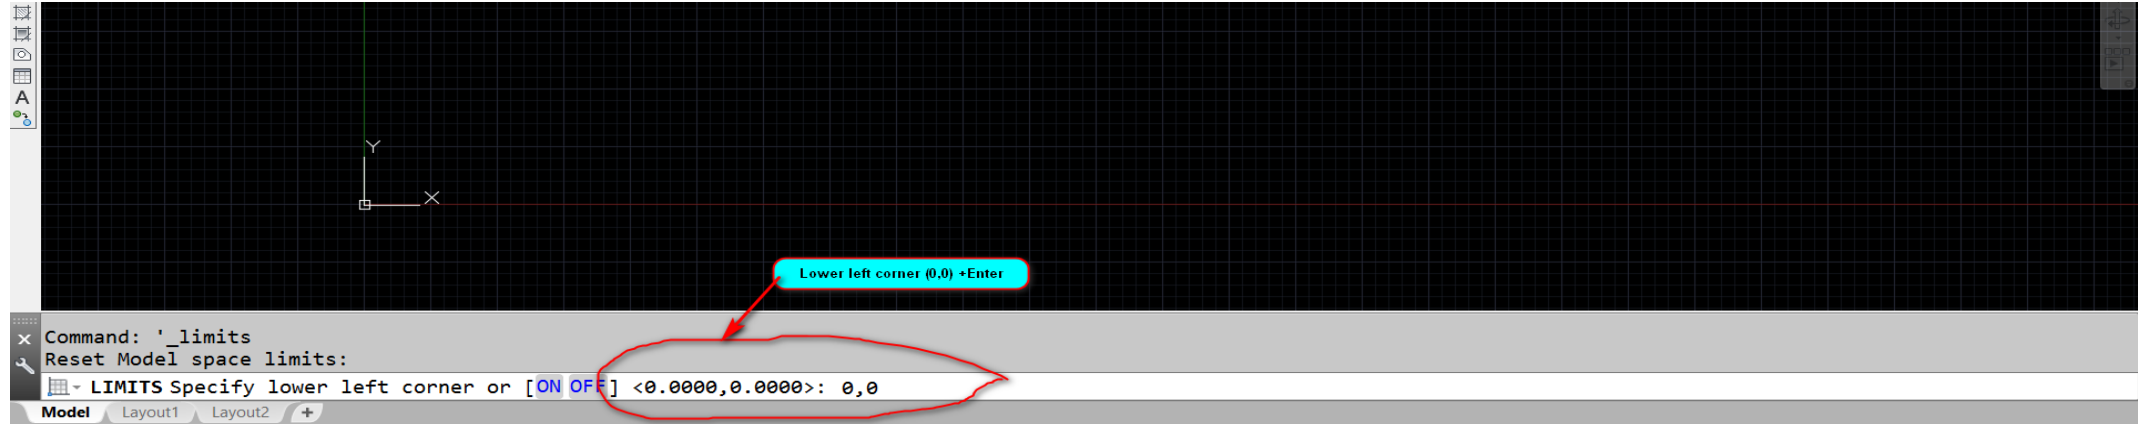 A
Y
X
Lower left corner (0,0) +Enter
Command: '_limits
Reset Model space limits:
LIMITS Specify lower left corner or [ON OFF] <0.0000,0.0000>: 0,0
Model Layout1 Layout2 +